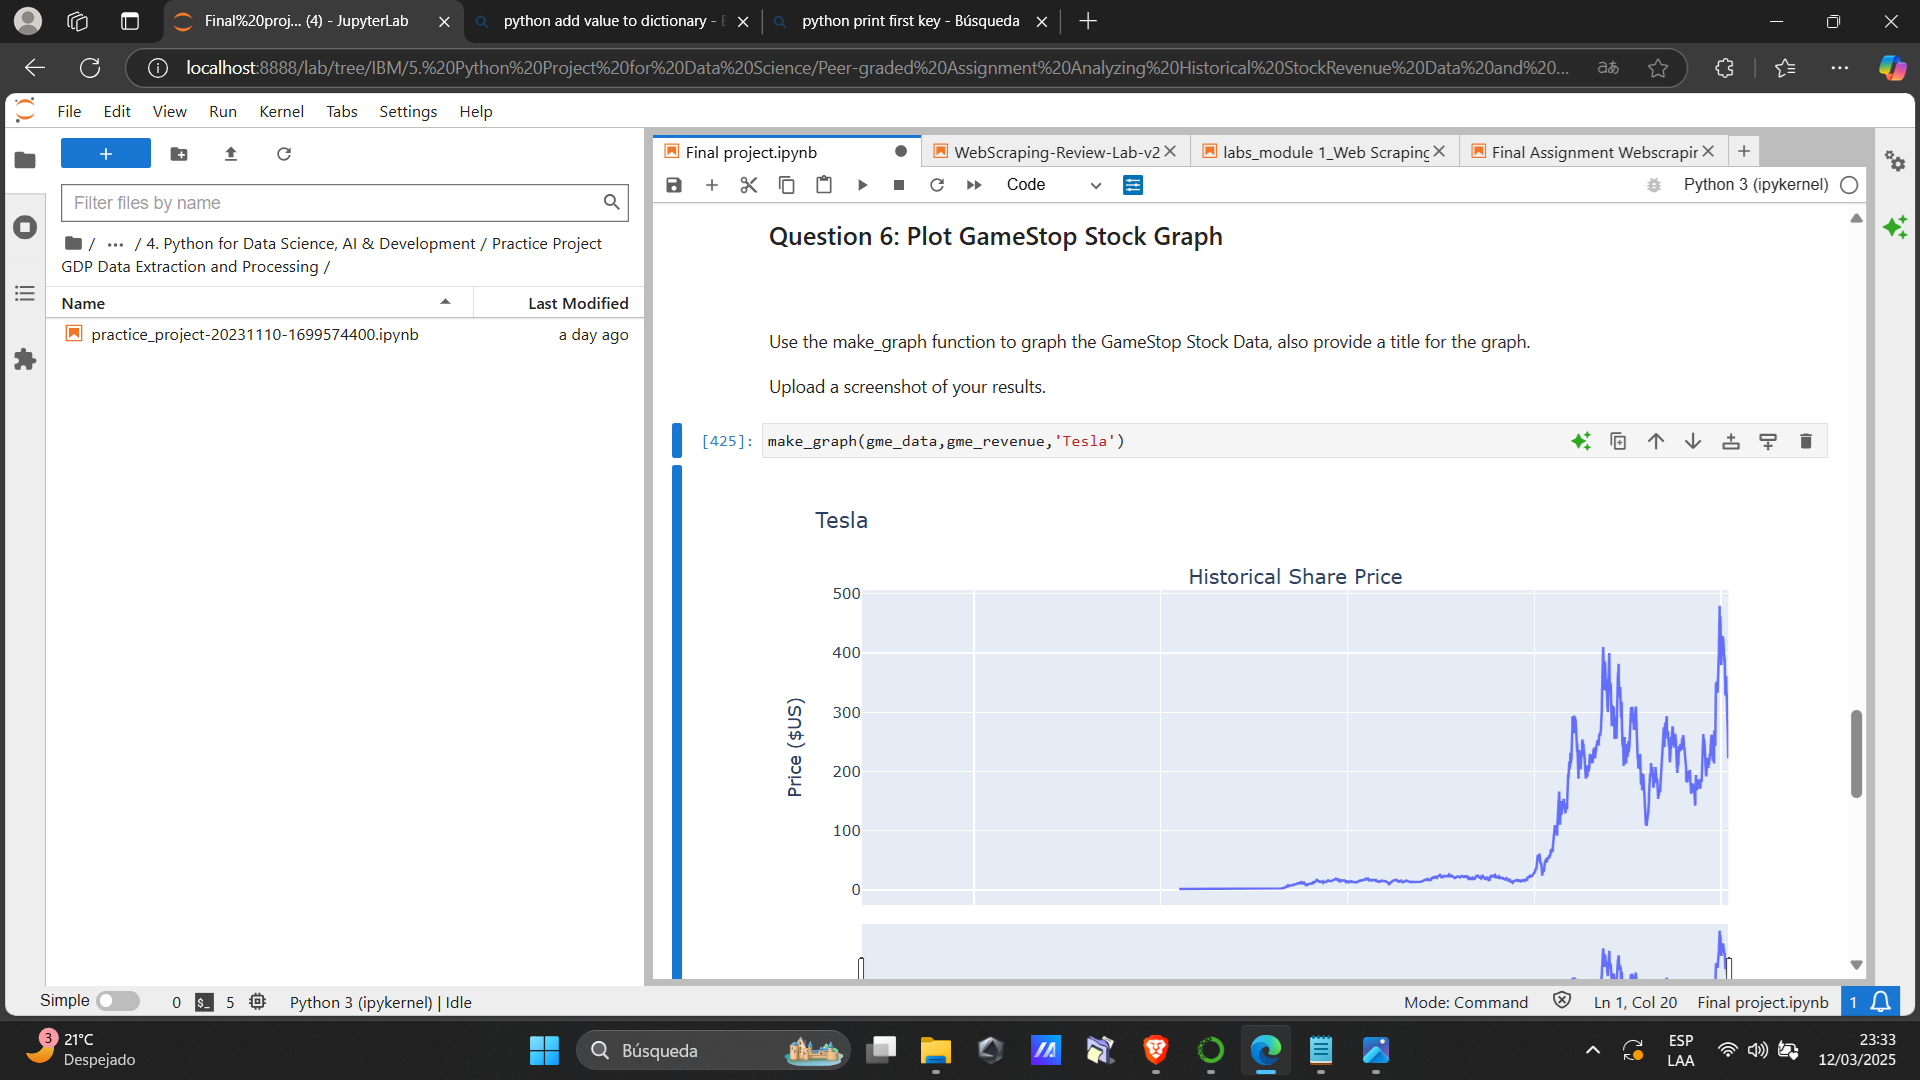 Final%20proj... (4) - JupyterLab
python add value to dictionary -
python print first key - Búsqueda
localhost:8888/lab/tree/IBM/5.%20Python%20Project%20for%20Data%20Science/Peer-graded%20Assignment%20Analyzing%20Historical%20StockRevenue%20Data%20and%20...
File Edit View Run Kernel Tabs Settings Help
Filter files by name
/ ... / 4. Python for Data Science, AI & Development / Practice Project
GDP Data Extraction and Processing /
Name Last Modified
practice_project-20231110-1699574400.ipynb a day ago
Final project.ipynb
WebScraping-Review-Lab-v2
labs_module 1_Web Scraping
Final Assignment Webscrapir
Code
Python 3 (ipykernel)
Question 6: Plot GameStop Stock Graph
Use the make_graph function to graph the GameStop Stock Data, also provide a title for the graph.
Upload a screenshot of your results.
[425]: make_graph(gme_data,gme_revenue,'Tesla')
Tesla
Historical Share Price
500
400
300
200
100
0
Price ($US)
Simple 0 $_ 5 Python 3 (ipykernel) | Idle
Mode: Command Ln 1, Col 20 Final project.ipynb 1
3
21°C
Despejado
Búsqueda
ESP
LAA
23:33
12/03/2025